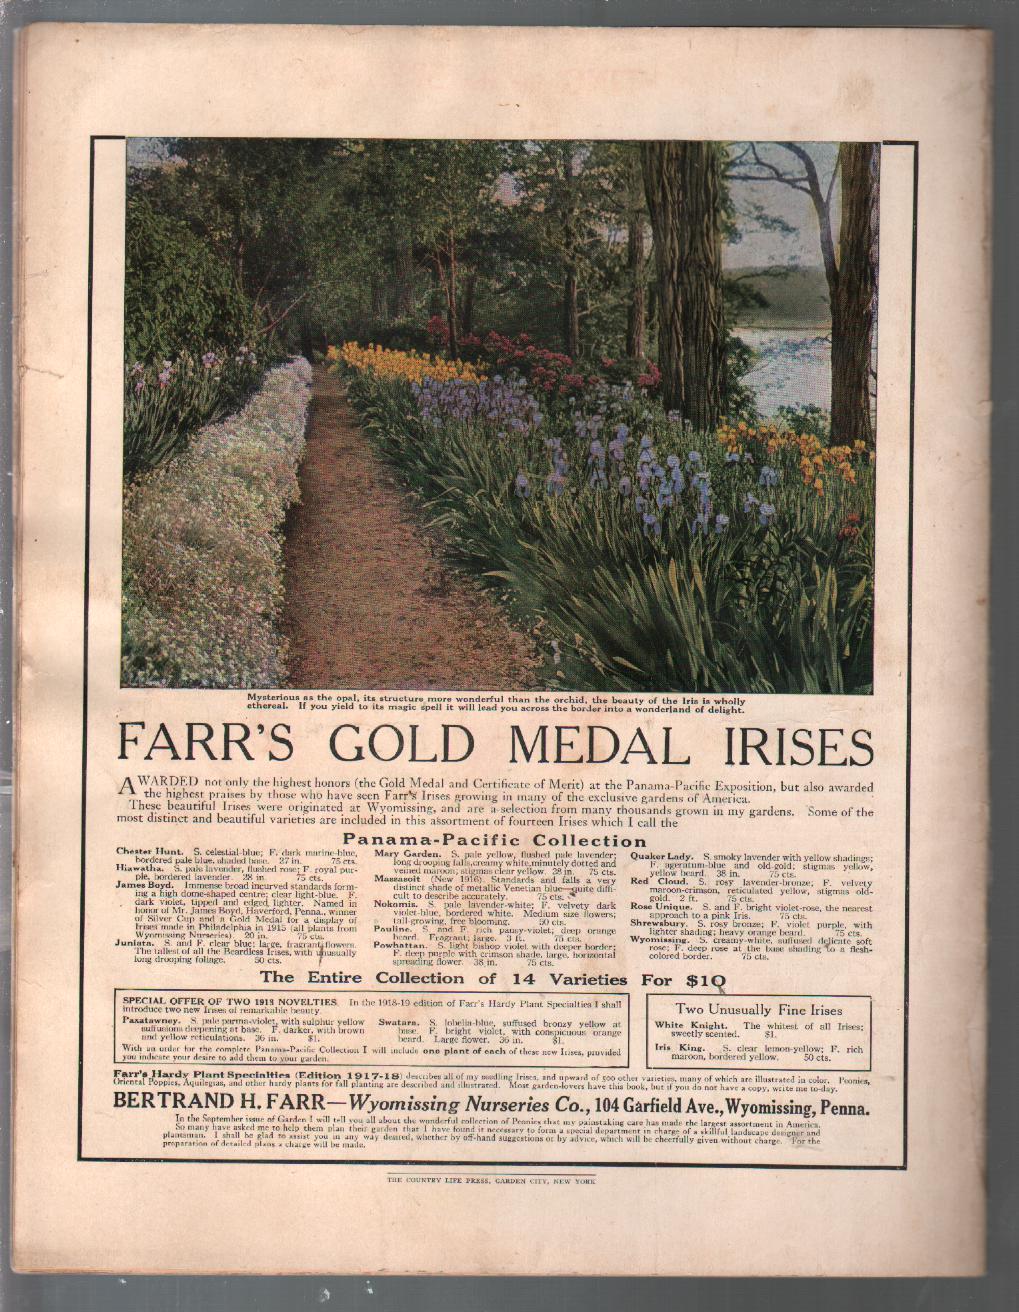 Mysterious as the opal, its structure more wonderful than the orchid, the beauty of the Iris is wholly
ethereal. If you yield to its magic spell it will lead you across the border into a wonderland of delight.
FARR'S GOLD MEDAL IRISES
AWARDED not only the highest honors (the Gold Medal and Certificate of Merit) at the Panama-Pacific Exposition, but also awarded
the highest praises by those who have seen Farr's Irises growing in many of the exclusive gardens of America.
These beautiful Irises were originated at Wyomissing, and are a selection from many thousands grown in my gardens. Some of the
most distinct and beautiful varieties are included in this assortment of fourteen Irises which I call the
Panama-Pacific Collection
Chester Hunt. S. celestial-blue; F. dark marine-blue,
bordered pale blue, shaded base. 27 in. 75 cts.
Hiawatha. S. pale lavender, flushed rose; F. royal pur-
ple, bordered lavender. 28 in. 75 cts.
James Boyd. Immense broad incurved standards form-
ing a high dome-shaped centre; clear light-blue. F.
dark violet, tipped and edged lighter. Named in
honor of Mr. James Boyd, Haverford, Penna., winner
of Silver Cup and a Gold Medal for a display of
Irises made in Philadelphia in 1915 (all plants from
Wyomissing Nurseries). 20 in. 75 cts.
Juniata. S. and F. clear blue; large, fragrant flowers.
The tallest of all the Beardless Irises, with unusually
long drooping foliage. 50 cts.
Mary Garden. S. pale yellow, flushed pale lavender;
long drooping falls, creamy white, minutely dotted and
veined maroon; stigmas clear yellow. 28 in. 75 cts.
Massasoit (New 1916). Standards and falls a very
distinct shade of metallic Venetian blue—quite diffi-
cult to describe accurately. 75 cts.
Nokomis. S. pale lavender-white; F. velvety dark
violet-blue, bordered white. Medium size flowers;
tall-growing, free blooming. 50 cts.
Pauline. S. and F. rich pansy-violet; deep orange
beard. Fragrant; large. 3 ft. 75 cts.
Powhattan. S. light bishop violet with deeper border;
F. deep purple with crimson shade, large, horizontal
spreading flower. 38 in. 75 cts.
Quaker Lady. S. smoky lavender with yellow shadings;
F. ageratum-blue and old-gold; stigmas yellow,
yellow beard. 38 in. 75 cts.
Red Cloud. S. rosy lavender-bronze; F. velvety
maroon-crimson, reticulated yellow, stigmas old-
gold. 2 ft. 75 cts.
Rose Unique. S. and F. bright violet-rose, the nearest
approach to a pink Iris. 75 cts.
Shrewsbury. S. rosy bronze; F. violet purple, with
lighter shading; heavy orange beard. 75 cts.
Wyomissing. S. creamy-white, suffused delicate soft
rose; F. deep rose at the base shading to a flesh-
colored border. 75 cts.
The Entire Collection of 14 Varieties For $10
SPECIAL OFFER OF TWO 1918 NOVELTIES. In the 1918-19 edition of Farr's Hardy Plant Specialties I shall
introduce two new Irises of remarkable beauty.
Paxatawney. S. pale parma-violet, with sulphur yellow
suffusions deepening at base. F. darker, with brown
and yellow reticulations. 36 in. $1.
Swatara. S. lobelia-blue, suffused bronzy yellow at
base. F. bright violet, with conspicuous orange
beard. Large flower. 36 in. $1.
With an order for the complete Panama-Pacific Collection I will include one plant of each of these new Irises, provided
you indicate your desire to add them to your garden.
Two Unusually Fine Irises
White Knight. The whitest of all Irises;
sweetly scented. $1.
Iris King. S. clear lemon-yellow; F. rich
maroon, bordered yellow. 50 cts.
Farr's Hardy Plant Specialties (Edition 1917-18) describes all of my seedling Irises, and upward of 500 other varieties, many of which are illustrated in color. Peonies,
Oriental Poppies, Aquilegias, and other hardy plants for fall planting are described and illustrated. Most garden-lovers have this book, but if you do not have a copy, write me to-day.
BERTRAND H. FARR—Wyomissing Nurseries Co., 104 Garfield Ave., Wyomissing, Penna.
In the September issue of Garden I will tell you all about the wonderful collection of Peonies that my painstaking care has made the largest assortment in America.
So many have asked me to help them plan their garden that I have found it necessary to form a special department in charge of a skillful landscape designer and
plantsman. I shall be glad to assist you in any way desired, whether by off-hand suggestions or by advice, which will be cheerfully given without charge. For the
preparation of detailed plans a charge will be made.
THE COUNTRY LIFE PRESS, GARDEN CITY, NEW YORK